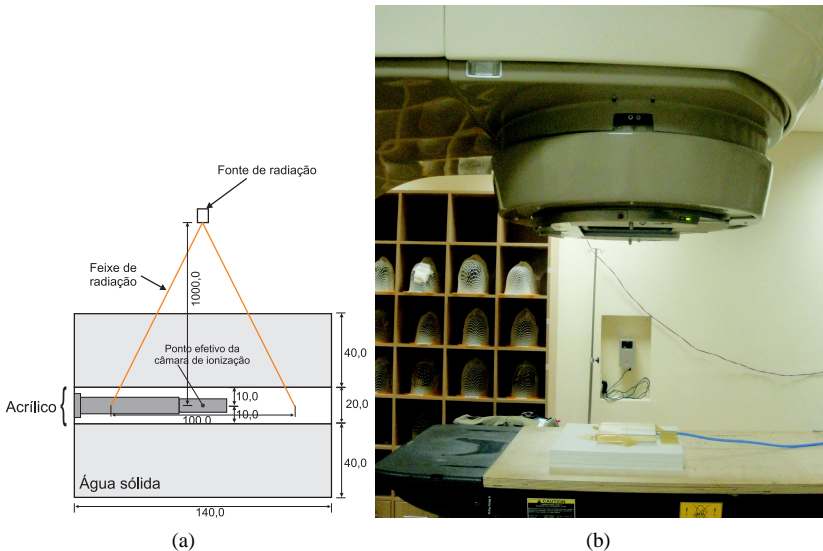 Fonte de radiação
Feixe de
radiação
1000,0
Ponto efetivo da
câmara de ionização
40,0
Acrílico
10,0
20,0
10,0
100,0
40,0
Água sólida
140,0
(a)
CAUTION
(b)